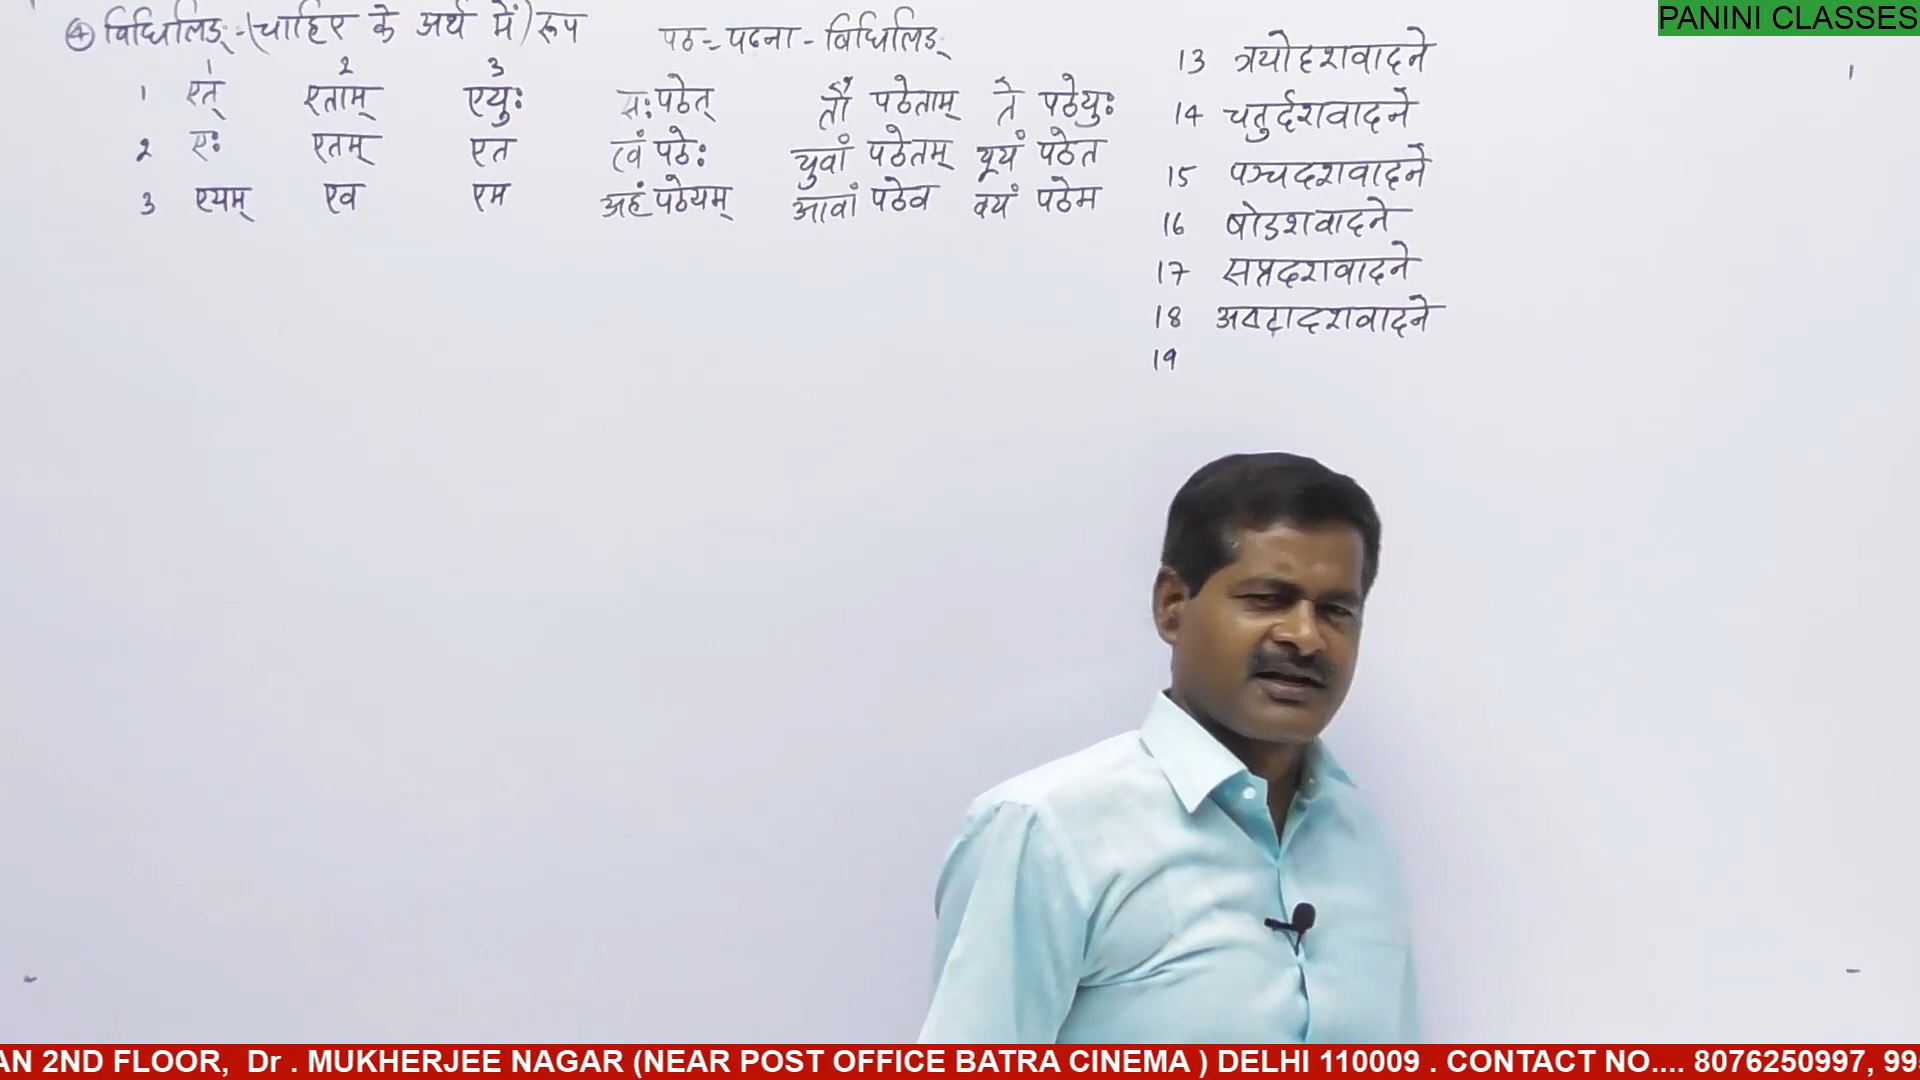 PANINI CLASSES
④ विधिलिङ् - (चाहिए के अर्थ में) रूप
1 2 3
1 एत् एताम् एयुः
2 एः एतम् एत
3 एयम् एव एम
पठ = पढना - विधिलिङ्
सः पठेत् तौ पठेताम् ते पठेयुः
त्वं पठेः युवां पठेतम् यूयं पठेत
अहं पठेयम् आवां पठेव वयं पठेम
13 त्रयोदशवादने
14 चतुर्दशवादने
15 पञ्चदशवादने
16 षोडशवादने
17 सप्तदशवादने
18 अष्टादशवादने
19
AN 2ND FLOOR, Dr . MUKHERJEE NAGAR (NEAR POST OFFICE BATRA CINEMA ) DELHI 110009 . CONTACT NO.... 8076250997, 99